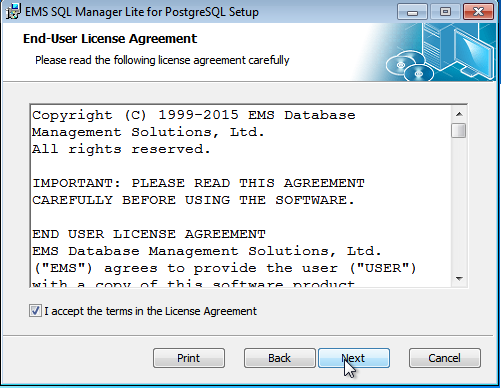 EMS SQL Manager Lite for PostgreSQL Setup
End-User License Agreement
Please read the following license agreement carefully
Copyright (C) 1999-2015 EMS Database
Management Solutions, Ltd.
All rights reserved.
IMPORTANT: PLEASE READ THIS AGREEMENT
CAREFULLY BEFORE USING THE SOFTWARE.
END USER LICENSE AGREEMENT
EMS Database Management Solutions, Ltd.
("EMS") agrees to provide the user ("USER")
with a copy of this software product
I accept the terms in the License Agreement
Print Back Next Cancel